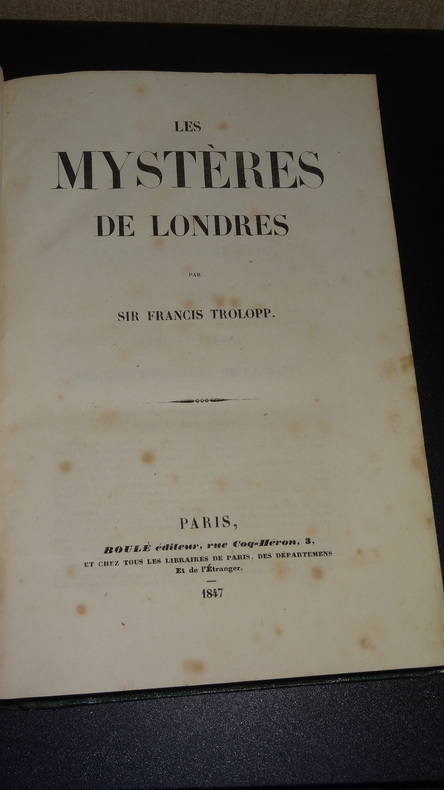 LES
MYSTÈRES
DE LONDRES
PAR
SIR FRANCIS TROLOPP.
PARIS,
BOULÉ éditeur, rue Coq-Héron, 3.
ET CHEZ TOUS LES LIBRAIRES DE PARIS, DES DÉPARTEMENS
Et de l'Étranger.
1847